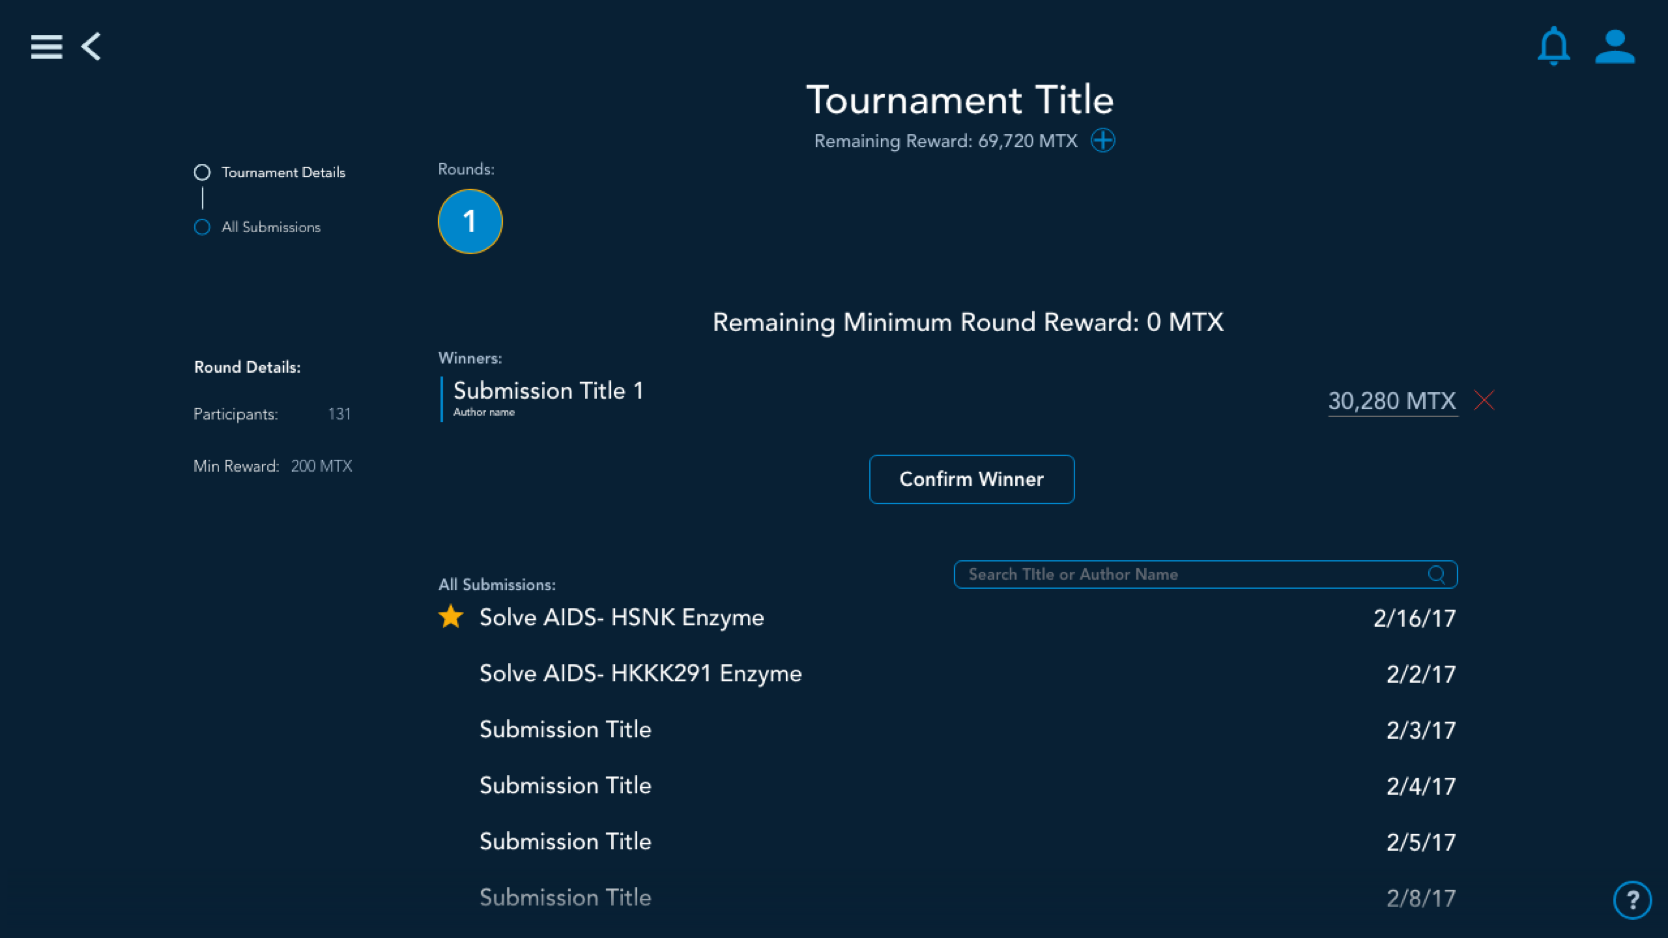 Tournament Title
Remaining Reward: 69,720 MTX
Tournament Details
All Submissions
Rounds:
1
Remaining Minimum Round Reward: 0 MTX
Round Details:
Participants: 131
Min Reward: 200 MTX
Winners:
Submission Title 1
Author name
30,280 MTX
Confirm Winner
All Submissions:
Search TItle or Author Name
Solve AIDS- HSNK Enzyme 2/16/17
Solve AIDS- HKKK291 Enzyme 2/2/17
Submission Title 2/3/17
Submission Title 2/4/17
Submission Title 2/5/17
Submission Title 2/8/17
?